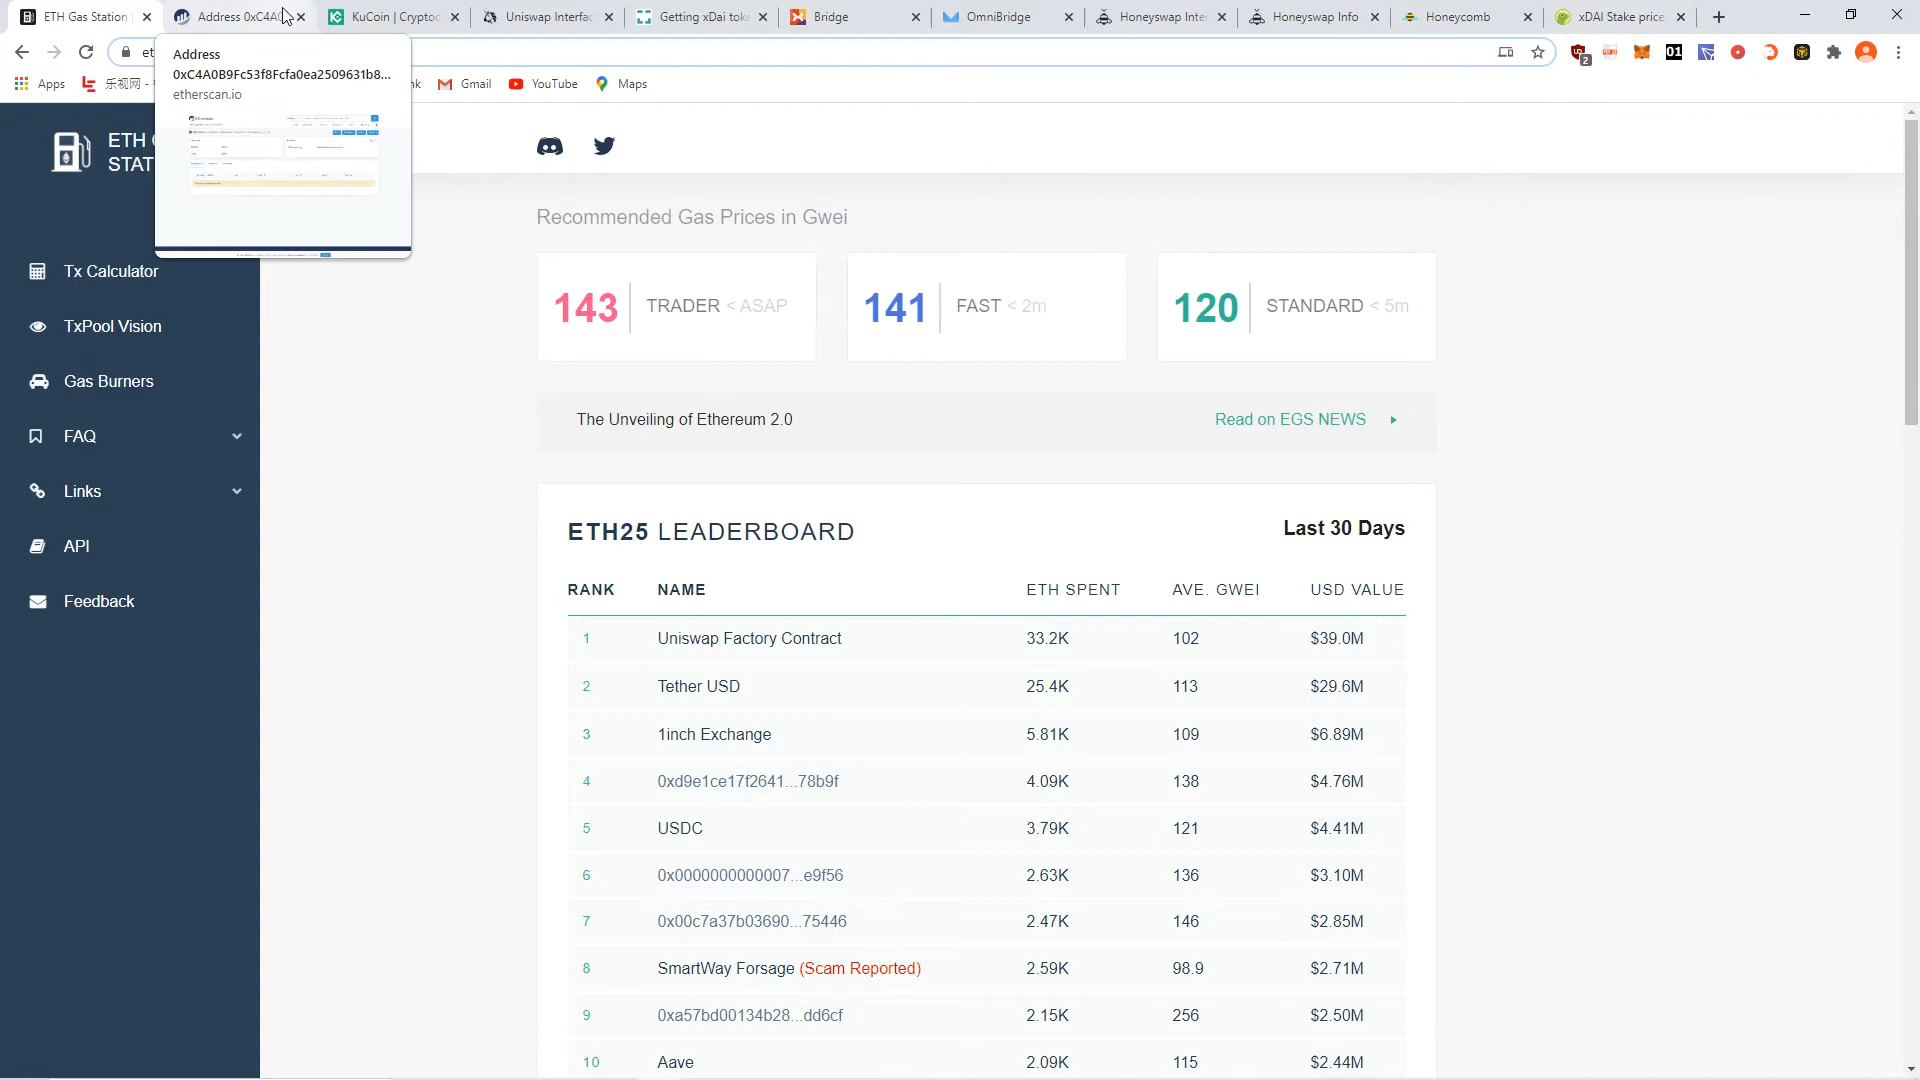 ETH Gas Station
Address 0xC4A0
KuCoin | Cryptoc
Uniswap Interfac
Getting xDai tok
Bridge
OmniBridge
Honeyswap Inte
Honeyswap Info
Honeycomb
xDAI Stake price,
et
Address
0xC4A0B9Fc53f8Fcfa0ea2509631b8...
etherscan.io
01
2
Apps
乐视网 -
nk
Gmail
YouTube
Maps
ETH
STAT
Recommended Gas Prices in Gwei
143 TRADER < ASAP
141 FAST < 2m
120 STANDARD < 5m
The Unveiling of Ethereum 2.0
Read on EGS NEWS
Tx Calculator
TxPool Vision
Gas Burners
FAQ
Links
API
Feedback
ETH25 LEADERBOARD
Last 30 Days
RANK NAME ETH SPENT AVE. GWEI USD VALUE
1 Uniswap Factory Contract 33.2K 102 $39.0M
2 Tether USD 25.4K 113 $29.6M
3 1inch Exchange 5.81K 109 $6.89M
4 0xd9e1ce17f2641...78b9f 4.09K 138 $4.76M
5 USDC 3.79K 121 $4.41M
6 0x0000000000007...e9f56 2.63K 136 $3.10M
7 0x00c7a37b03690...75446 2.47K 146 $2.85M
8 SmartWay Forsage (Scam Reported) 2.59K 98.9 $2.71M
9 0xa57bd00134b28...dd6cf 2.15K 256 $2.50M
10 Aave 2.09K 115 $2.44M